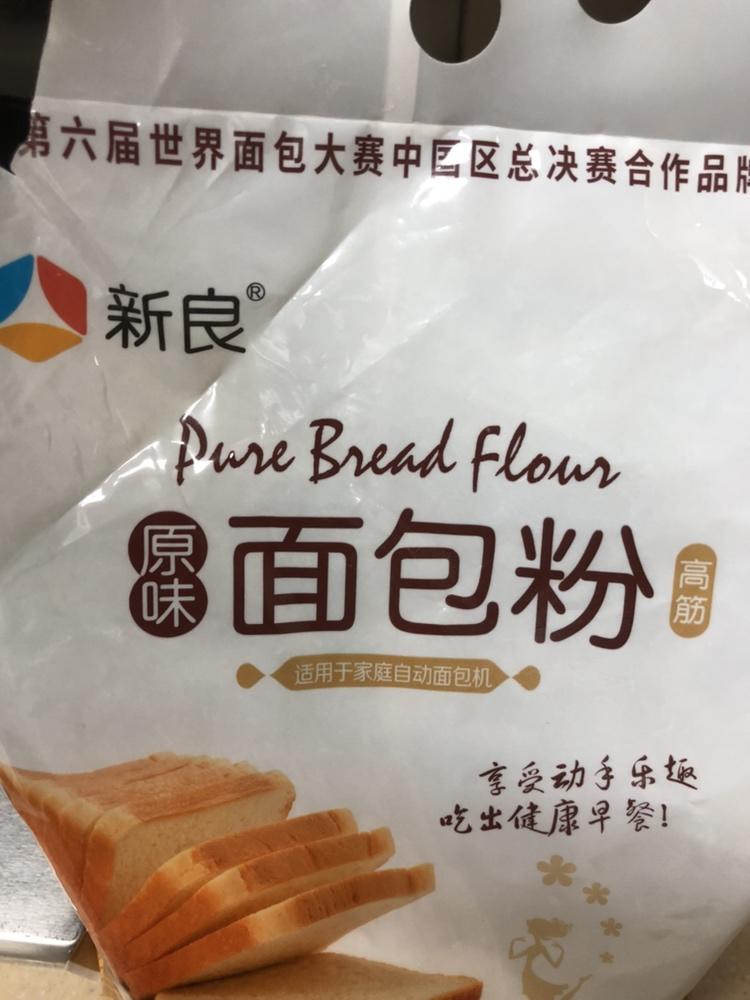 第六届世界面包大赛中国区总决赛合作品牌
新良®
Pure Bread Flour
原味 面包粉 高筋
适用于家庭自动面包机
享受动手乐趣
吃出健康早餐!